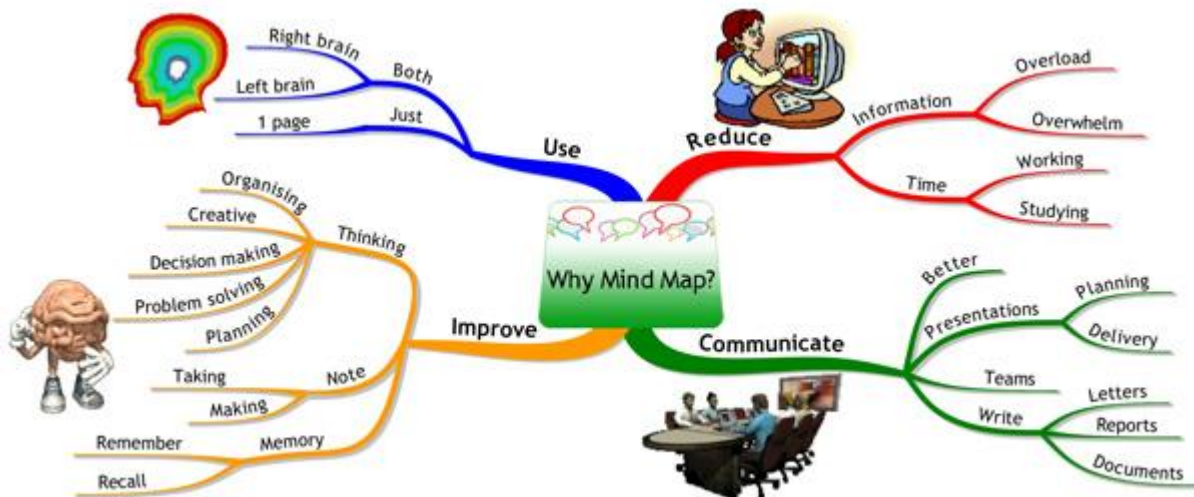 Why Mind Map?
Use
Both
Right brain
Left brain
Just
1 page
Reduce
Information
Overload
Overwhelm
Time
Working
Studying
Improve
Thinking
Organising
Creative
Decision making
Problem solving
Planning
Note
Taking
Making
Memory
Remember
Recall
Communicate
Better
Presentations
Planning
Delivery
Teams
Write
Letters
Reports
Documents